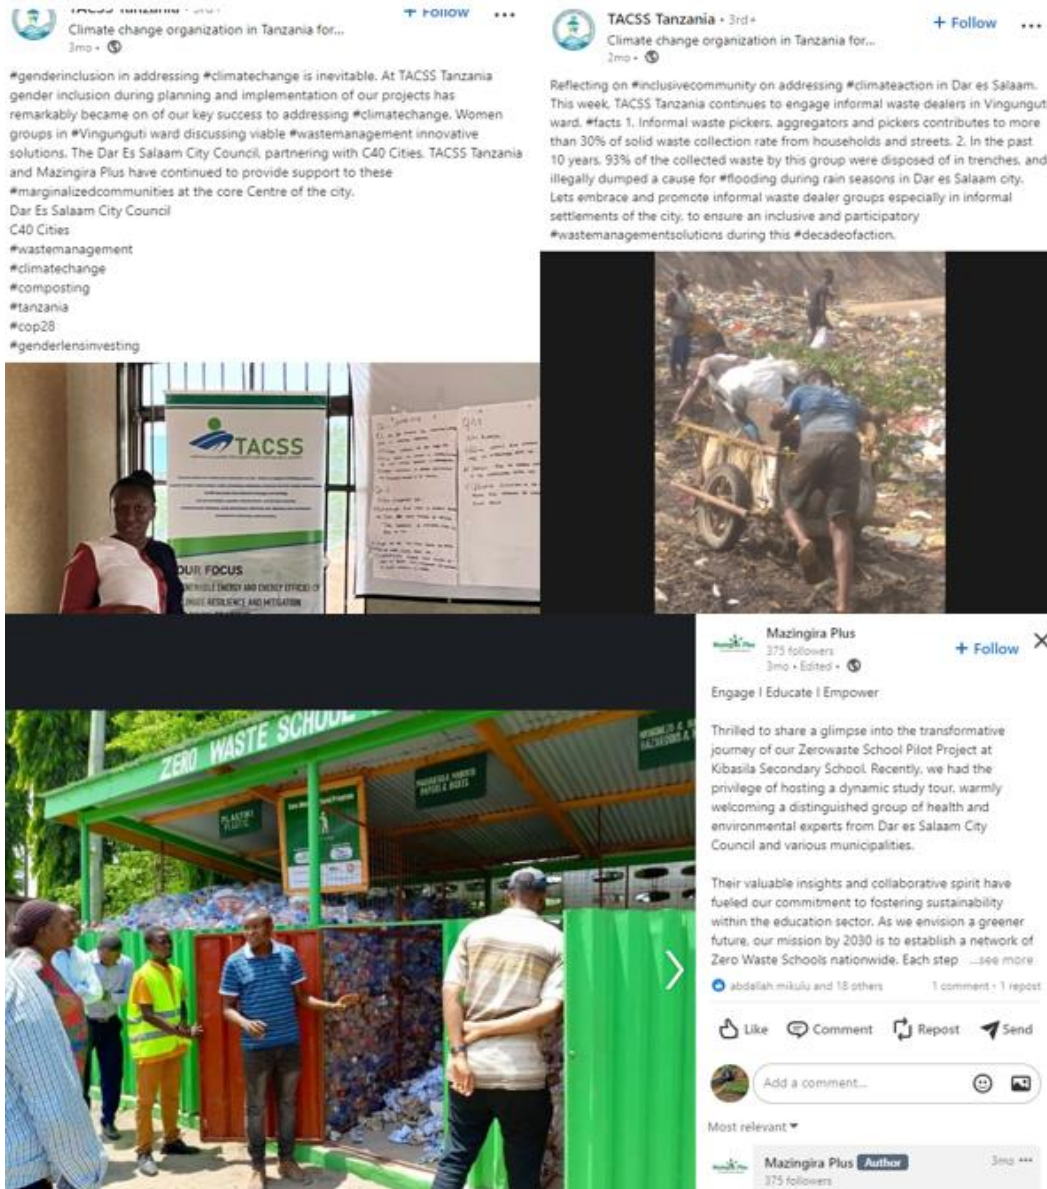 TACSS Tanzania • 3rd+
+ Follow ...
Climate change organization in Tanzania for...
3mo •
#genderinclusion in addressing #climatechange is inevitable. At TACSS Tanzania
gender inclusion during planning and implementation of our projects has
remarkably became on of our key success to addressing #climatechange. Women
groups in #Vingunguti ward discussing viable #wastemanagement innovative
solutions. The Dar Es Salaam City Council, partnering with C40 Cities, TACSS Tanzania
and Mazingira Plus have continued to provide support to these
#marginalizedcommunities at the core Centre of the city.
Dar Es Salaam City Council
C40 Cities
#wastemanagement
#climatechange
#composting
#tanzania
#cop28
#genderlensinvesting
TACSS
OUR FOCUS
RENEWABLE ENERGY AND ENERGY EFFICIE
CLIMATE RESILIENCE AND MITIGATION
TACSS Tanzania • 3rd+
+ Follow ...
Climate change organization in Tanzania for...
2mo •
Reflecting on #inclusivecommunity on addressing #climateaction in Dar es Salaam.
This week, TACSS Tanzania continues to engage informal waste dealers in Vingungut
ward. #facts 1. Informal waste pickers, aggregators and pickers contributes to more
than 30% of solid waste collection rate from households and streets. 2. In the past
10 years, 93% of the collected waste by this group were disposed of in trenches, and
illegally dumped a cause for #flooding during rain seasons in Dar es Salaam city.
Lets embrace and promote informal waste dealer groups especially in informal
settlements of the city, to ensure an inclusive and participatory
#wastemanagementsolutions during this #decadeofaction.
ZERO WASTE SCHOOL
PLASTIKI
PLASTIC
PAPERS & BOXES
Mazingira Plus
375 followers
3mo • Edited •
+ Follow
Engage I Educate I Empower
Thrilled to share a glimpse into the transformative
journey of our Zerowaste School Pilot Project at
Kibasila Secondary School. Recently, we had the
privilege of hosting a dynamic study tour, warmly
welcoming a distinguished group of health and
environmental experts from Dar es Salaam City
Council and various municipalities.
Their valuable insights and collaborative spirit have
fueled our commitment to fostering sustainability
within the education sector. As we envision a greener
future, our mission by 2030 is to establish a network of
Zero Waste Schools nationwide. Each step ...see more
abdallah mikulu and 18 others
1 comment • 1 repost
Like Comment Repost Send
Add a comment...
Most relevant
Mazingira Plus Author
3mo ...
375 followers